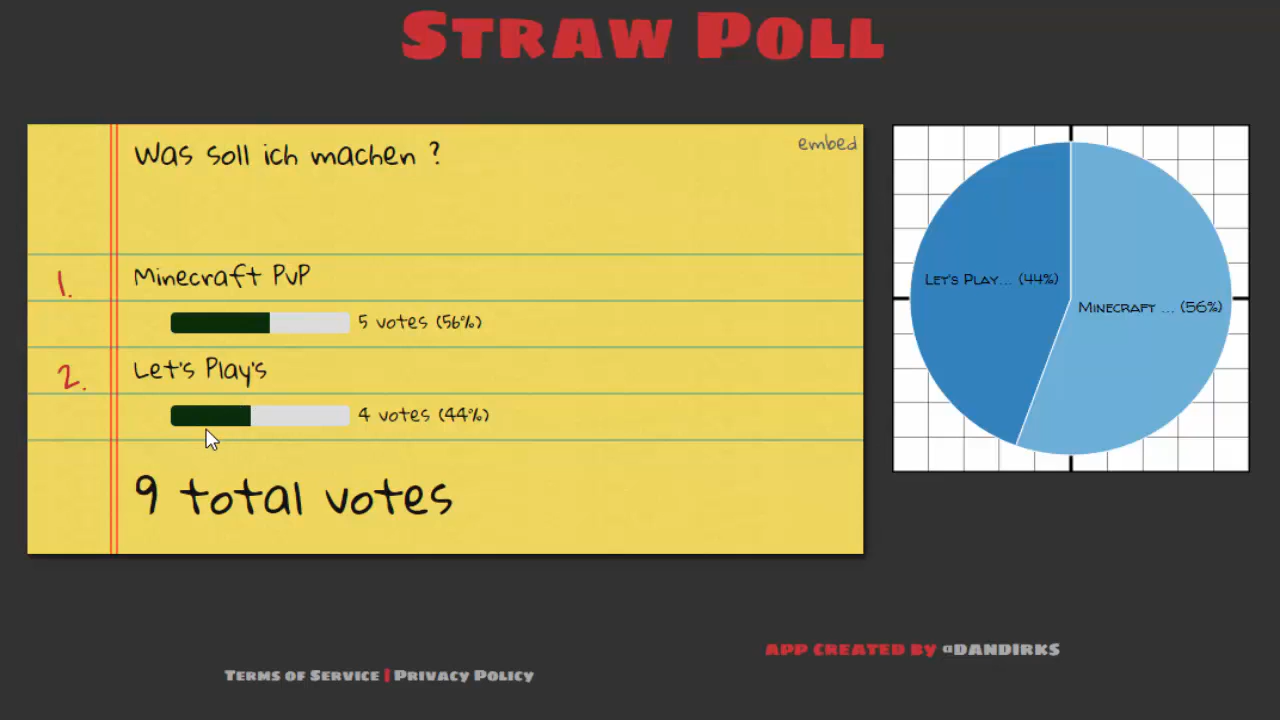 STRAW POLL
Was soll ich machen ?
embed
1.
Minecraft PvP
5 votes (56%)
2.
Let's Play's
4 votes (44%)
9 total votes
LET'S PLAY... (44%)
MINECRAFT ... (56%)
APP CREATED BY @DANDIRKS
TERMS OF SERVICE | PRIVACY POLICY